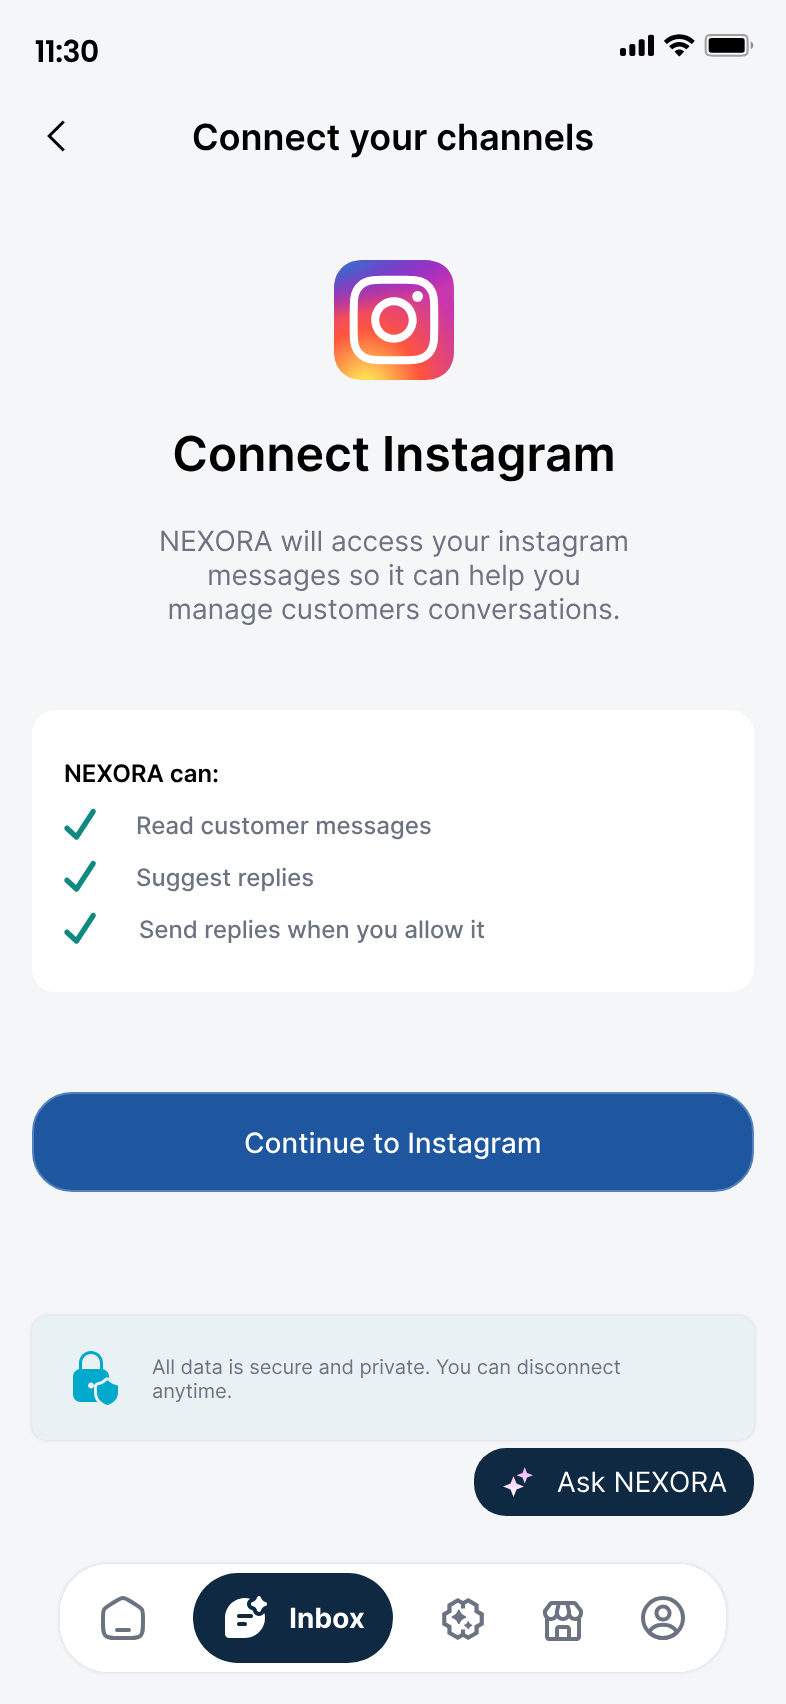 11:30
Connect your channels
Connect Instagram
NEXORA will access your instagram
messages so it can help you
manage customers conversations.
NEXORA can:
Read customer messages
Suggest replies
Send replies when you allow it
Continue to Instagram
All data is secure and private. You can disconnect
anytime.
Ask NEXORA
Inbox